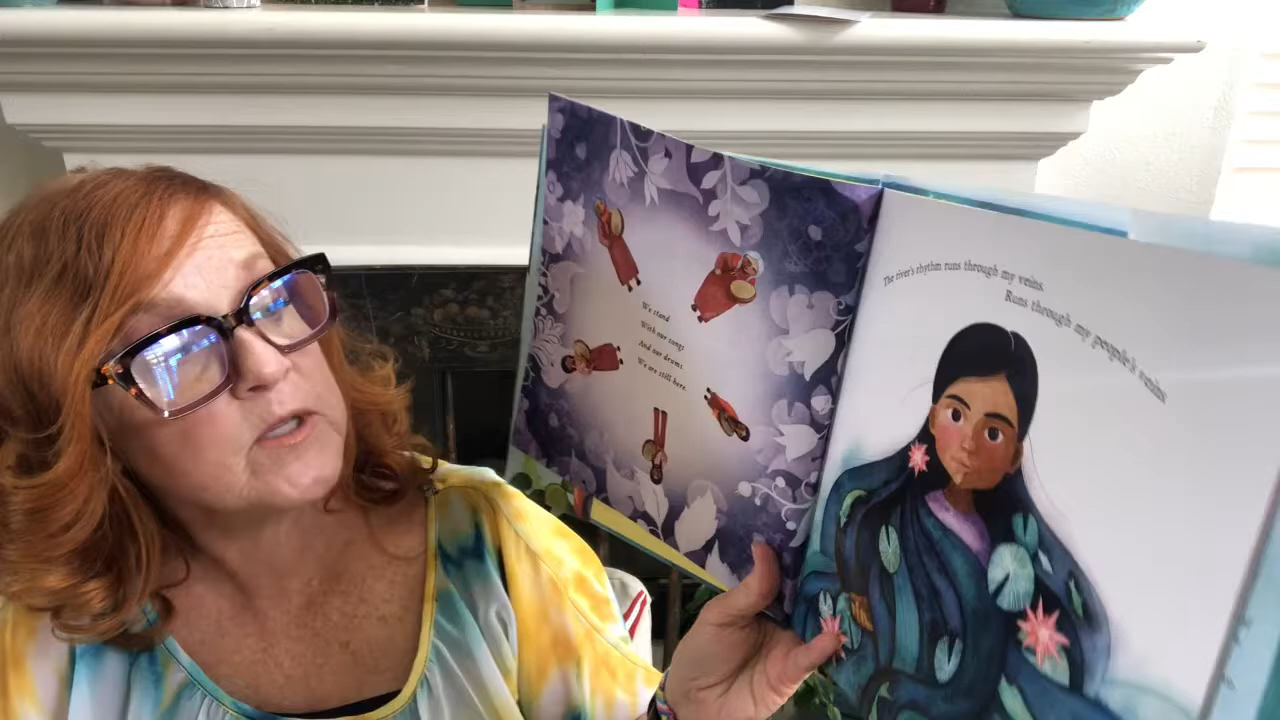 We stand
With our songs
And our drums.
We are still here.
The river's rhythm runs through my veins.
Runs through my people's veins.